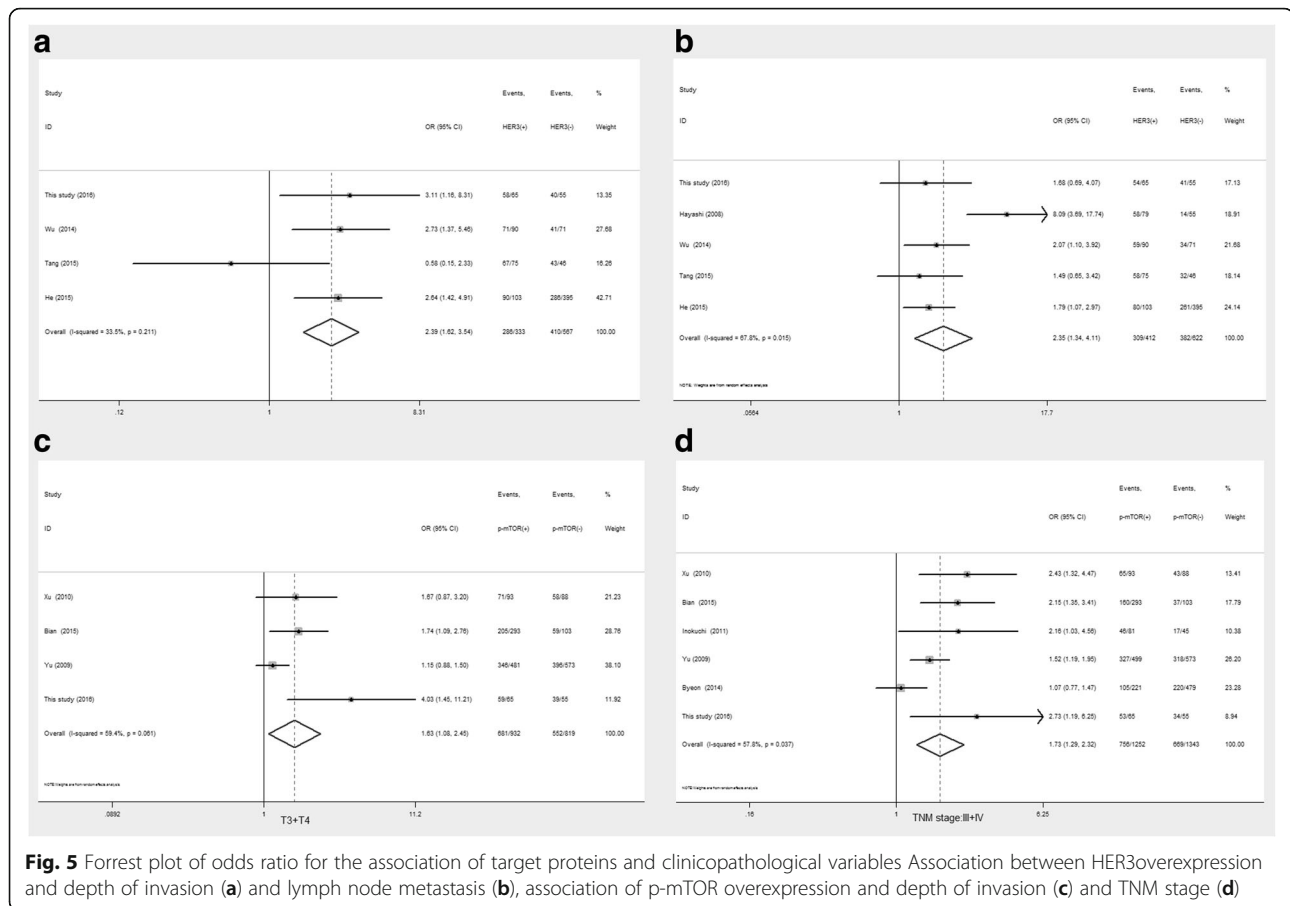 a
Study Events, Events, %
ID OR (95% CI) HER3(+) HER3(-) Weight
This study (2016) 3.11 (1.16, 8.31) 58/65 40/55 13.35
Wu (2014) 2.73 (1.37, 5.46) 71/90 41/71 27.68
Tang (2015) 0.58 (0.15, 2.33) 67/75 43/46 16.26
He (2015) 2.64 (1.42, 4.91) 90/103 286/395 42.71
Overall (I-squared = 33.5%, p = 0.211) 2.39 (1.62, 3.54) 286/333 410/567 100.00
.12 1 8.31
b
Study Events, Events, %
ID OR (95% CI) HER3(+) HER3(-) Weight
This study (2016) 1.68 (0.69, 4.07) 54/65 41/55 17.13
Hayashi (2008) 8.09 (3.69, 17.74) 58/79 14/55 18.91
Wu (2014) 2.07 (1.10, 3.92) 59/90 34/71 21.68
Tang (2015) 1.49 (0.65, 3.42) 58/75 32/46 18.14
He (2015) 1.79 (1.07, 2.97) 80/103 261/395 24.14
Overall (I-squared = 67.8%, p = 0.015) 2.35 (1.34, 4.11) 309/412 382/622 100.00
NOTE: Weights are from random effects analysis
.0564 1 17.7
c
Study Events, Events, %
ID OR (95% CI) p-mTOR(+) p-mTOR(-) Weight
Xu (2010) 1.67 (0.87, 3.20) 71/93 58/88 21.23
Bian (2015) 1.74 (1.09, 2.76) 205/293 59/103 28.76
Yu (2009) 1.15 (0.88, 1.50) 346/481 396/573 38.10
This study (2016) 4.03 (1.45, 11.21) 59/65 39/55 11.92
Overall (I-squared = 59.4%, p = 0.061) 1.63 (1.08, 2.45) 681/932 552/819 100.00
NOTE: Weights are from random effects analysis
.0892 1 11.2
T3+T4
d
Study Events, Events, %
ID OR (95% CI) p-mTOR(+) p-mTOR(-) Weight
Xu (2010) 2.43 (1.32, 4.47) 65/93 43/88 13.41
Bian (2015) 2.15 (1.35, 3.41) 160/293 37/103 17.79
Inokuchi (2011) 2.16 (1.03, 4.56) 46/81 17/45 10.38
Yu (2009) 1.52 (1.19, 1.95) 327/499 318/573 26.20
Byeon (2014) 1.07 (0.77, 1.47) 105/221 220/479 23.28
This study (2016) 2.73 (1.19, 6.25) 53/65 34/55 8.94
Overall (I-squared = 57.8%, p = 0.037) 1.73 (1.29, 2.32) 756/1252 669/1343 100.00
NOTE: Weights are from random effects analysis
.16 1 6.25
TNM stage:III+IV
Fig. 5 Forrest plot of odds ratio for the association of target proteins and clinicopathological variables Association between HER3overexpression
and depth of invasion (a) and lymph node metastasis (b), association of p-mTOR overexpression and depth of invasion (c) and TNM stage (d)